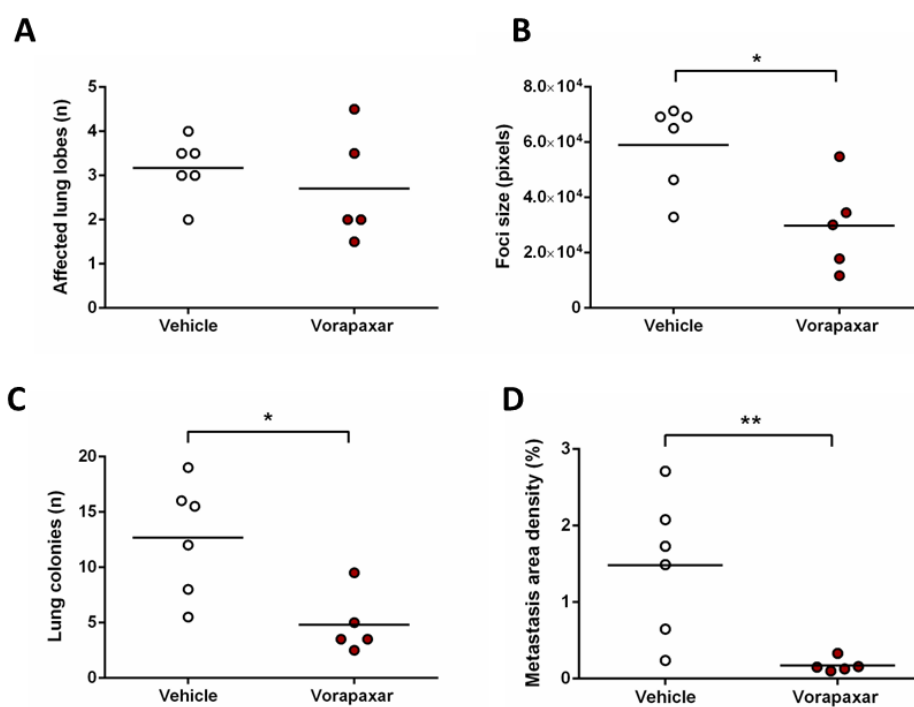 A
Affected lung lobes (n)
5
4
3
2
1
0
Vehicle
Vorapaxar
B
*
Foci size (pixels)
8.0×10⁴
6.0×10⁴
4.0×10⁴
2.0×10⁴
0
Vehicle
Vorapaxar
C
*
Lung colonies (n)
20
15
10
5
0
Vehicle
Vorapaxar
D
**
Metastasis area density (%)
3
2
1
0
Vehicle
Vorapaxar